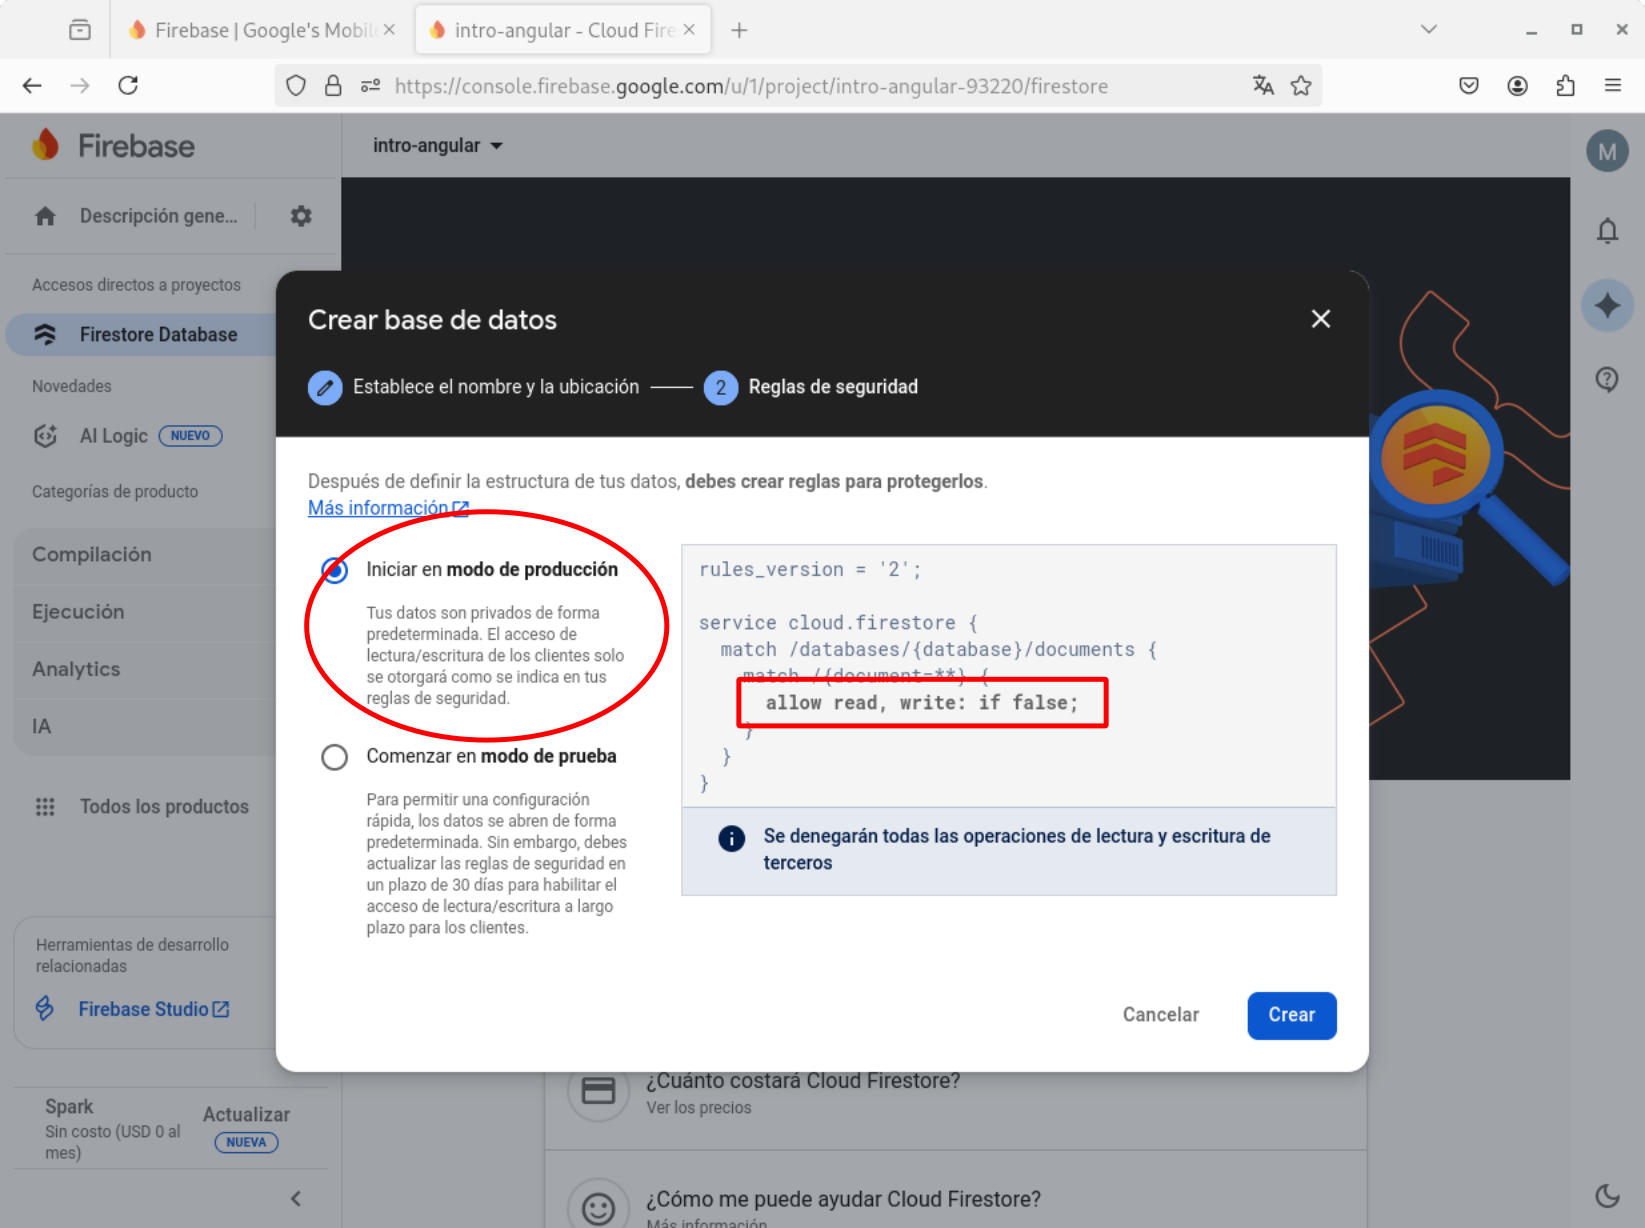 Firebase | Google's Mobil
intro-angular - Cloud Fire
https://console.firebase.google.com/u/1/project/intro-angular-93220/firestore
Firebase
intro-angular
M
Descripción gene...
Accesos directos a proyectos
Firestore Database
Novedades
AI Logic NUEVO
Categorías de producto
Compilación
Ejecución
Analytics
IA
Todos los productos
Herramientas de desarrollo
relacionadas
Firebase Studio
Spark
Sin costo (USD 0 al
mes)
Actualizar
NUEVA
Crear base de datos
Establece el nombre y la ubicación
2 Reglas de seguridad
Después de definir la estructura de tus datos, debes crear reglas para protegerlos.
Más información
Iniciar en modo de producción
Tus datos son privados de forma
predeterminada. El acceso de
lectura/escritura de los clientes solo
se otorgará como se indica en tus
reglas de seguridad.
Comenzar en modo de prueba
Para permitir una configuración
rápida, los datos se abren de forma
predeterminada. Sin embargo, debes
actualizar las reglas de seguridad en
un plazo de 30 días para habilitar el
acceso de lectura/escritura a largo
plazo para los clientes.
rules_version = '2';
service cloud.firestore {
match /databases/{database}/documents {
match /{document=**} {
allow read, write: if false;
}
}
}
Se denegarán todas las operaciones de lectura y escritura de
terceros
Cancelar
Crear
¿Cuánto costará Cloud Firestore?
Ver los precios
¿Cómo me puede ayudar Cloud Firestore?
Más información